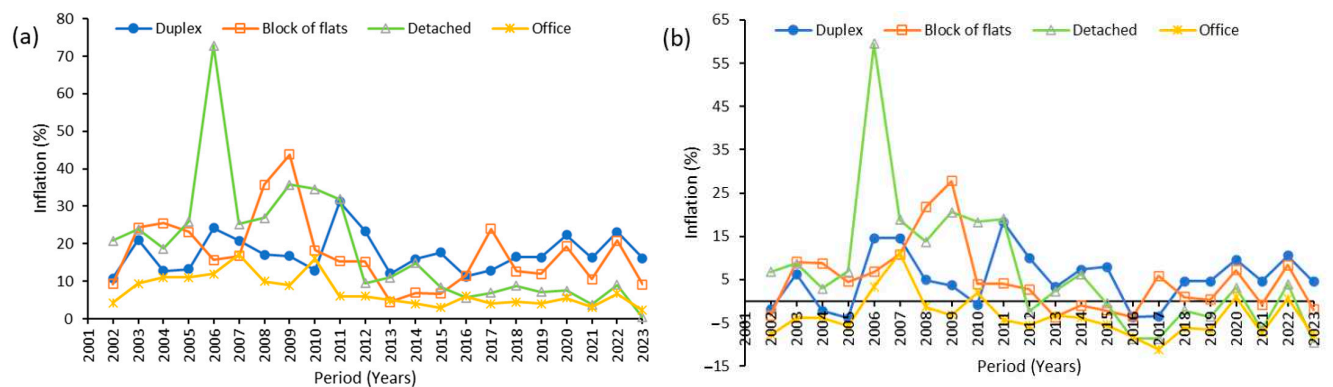 (a)
Duplex Block of flats Detached Office
Inflation (%)
80
70
60
50
40
30
20
10
0
2001 2002 2003 2004 2005 2006 2007 2008 2009 2010 2011 2012 2013 2014 2015 2016 2017 2018 2019 2020 2021 2022 2023
Period (Years)
(b)
Duplex Block of flats Detached Office
Inflation (%)
65
55
45
35
25
15
5
−5
−15
2001 2002 2003 2004 2005 2006 2007 2008 2009 2010 2011 2012 2013 2014 2015 2016 2017 2018 2019 2020 2021 2022 2023
Period (Years)